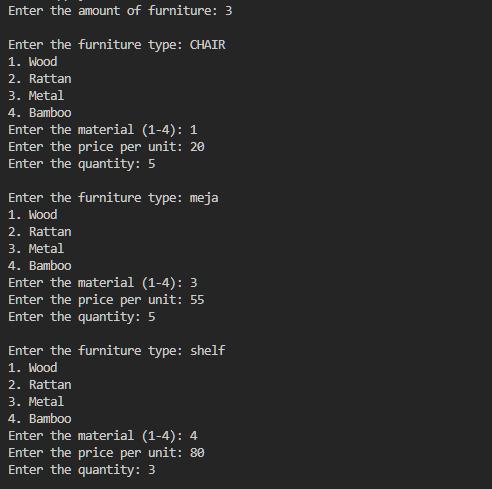 Enter the amount of furniture: 3
Enter the furniture type: CHAIR
1. Wood
2. Rattan
3. Metal
4. Bamboo
Enter the material (1-4): 1
Enter the price per unit: 20
Enter the quantity: 5
Enter the furniture type: meja
1. Wood
2. Rattan
3. Metal
4. Bamboo
Enter the material (1-4): 3
Enter the price per unit: 55
Enter the quantity: 5
Enter the furniture type: shelf
1. Wood
2. Rattan
3. Metal
4. Bamboo
Enter the material (1-4): 4
Enter the price per unit: 80
Enter the quantity: 3